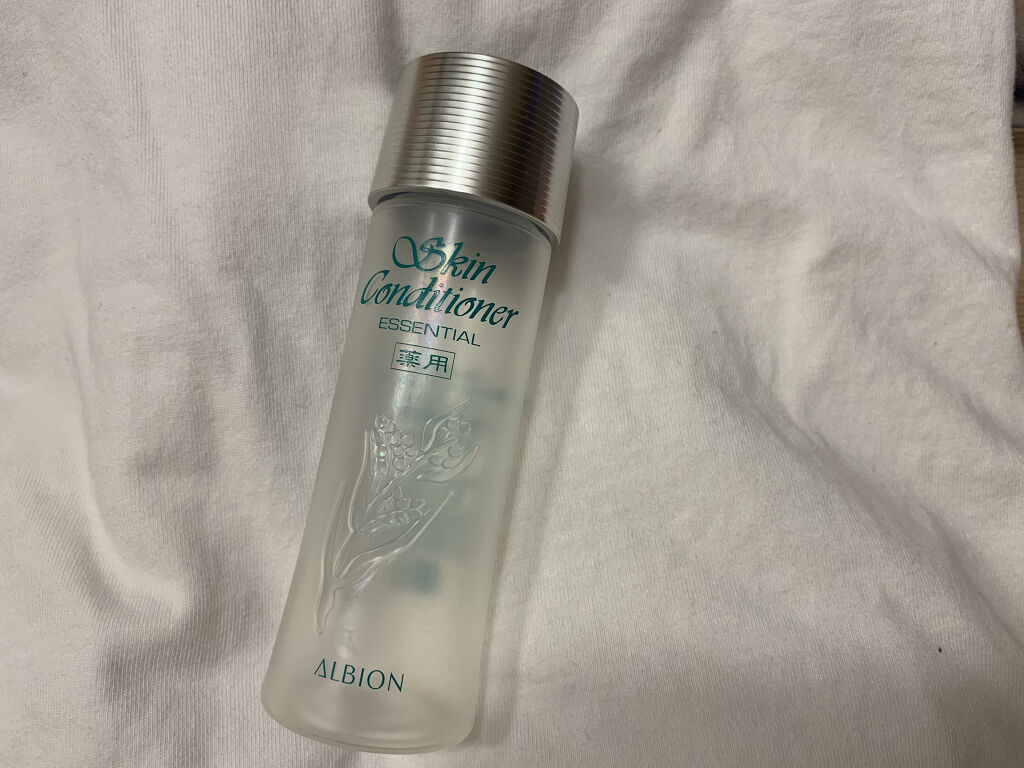 Skin
Conditioner
ESSENTIAL
薬用
ALBION